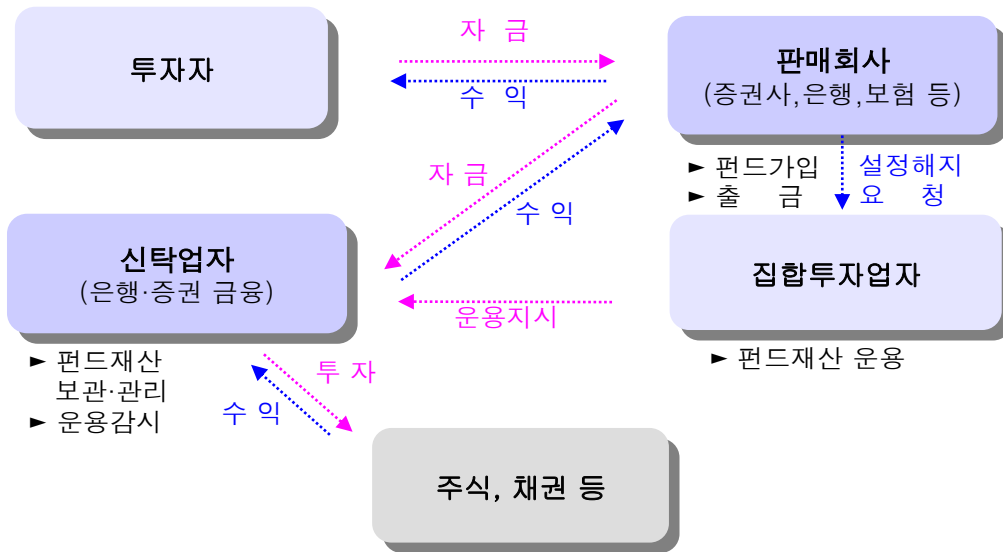 투자자
자 금
수 익
판매회사
(증권사,은행,보험 등)
► 펀드가입
► 출 금
설정해지
요 청
자 금
수 익
신탁업자
(은행·증권 금융)
집합투자업자
운용지시
► 펀드재산
보관·관리
► 운용감시
► 펀드재산 운용
투 자
수 익
주식, 채권 등